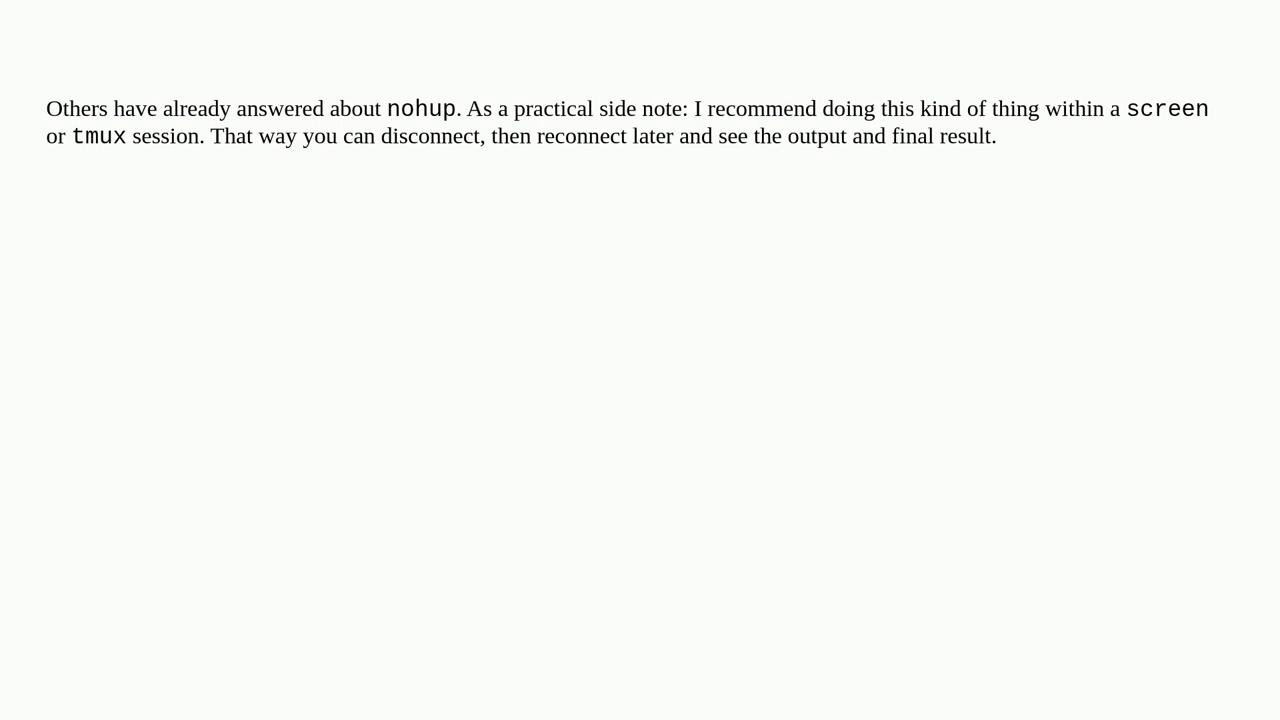 Others have already answered about nohup. As a practical side note: I recommend doing this kind of thing within a screen
or tmux session. That way you can disconnect, then reconnect later and see the output and final result.